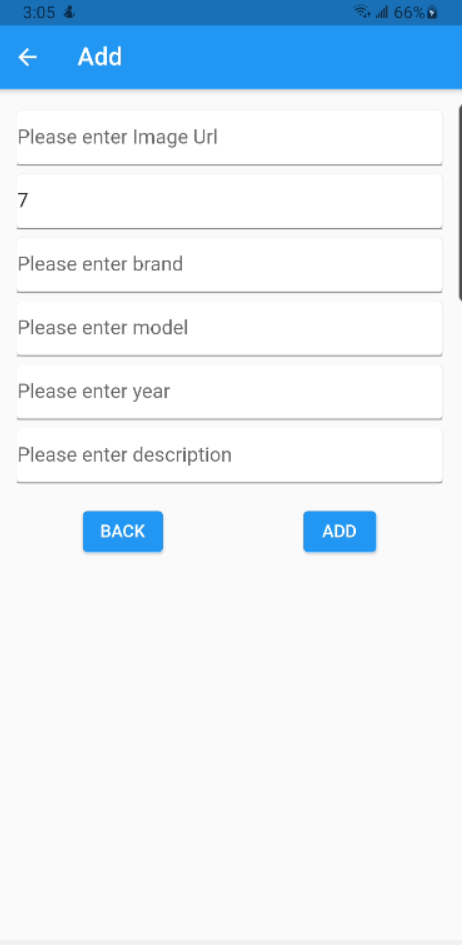 3:05 66%
Add
Please enter Image Url
7
Please enter brand
Please enter model
Please enter year
Please enter description
BACK ADD